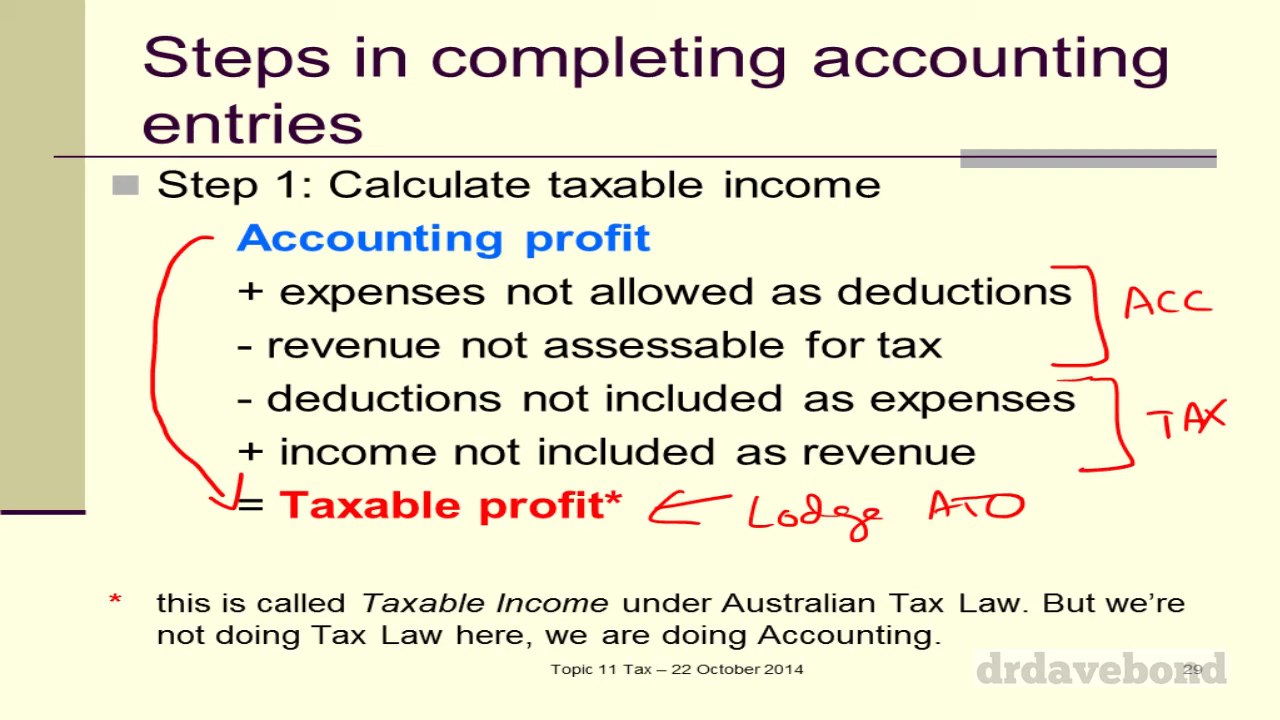 Steps in completing accounting
entries
Step 1: Calculate taxable income
Accounting profit
+ expenses not allowed as deductions
- revenue not assessable for tax
ACC
- deductions not included as expenses
+ income not included as revenue
TAX
= Taxable profit*
Lodge ATO
* this is called Taxable Income under Australian Tax Law. But we're
not doing Tax Law here, we are doing Accounting.
Topic 11 Tax – 22 October 2014
29
drdavebond